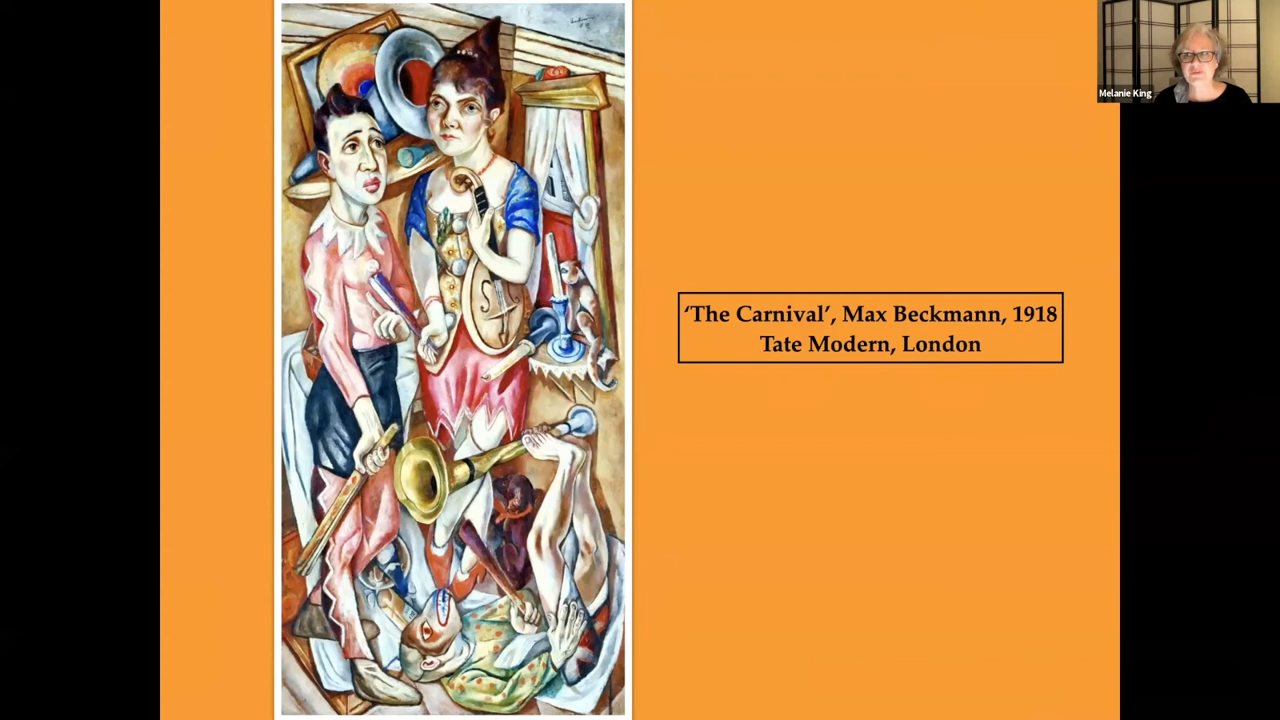 Melanie King
‘The Carnival’, Max Beckmann, 1918
Tate Modern, London